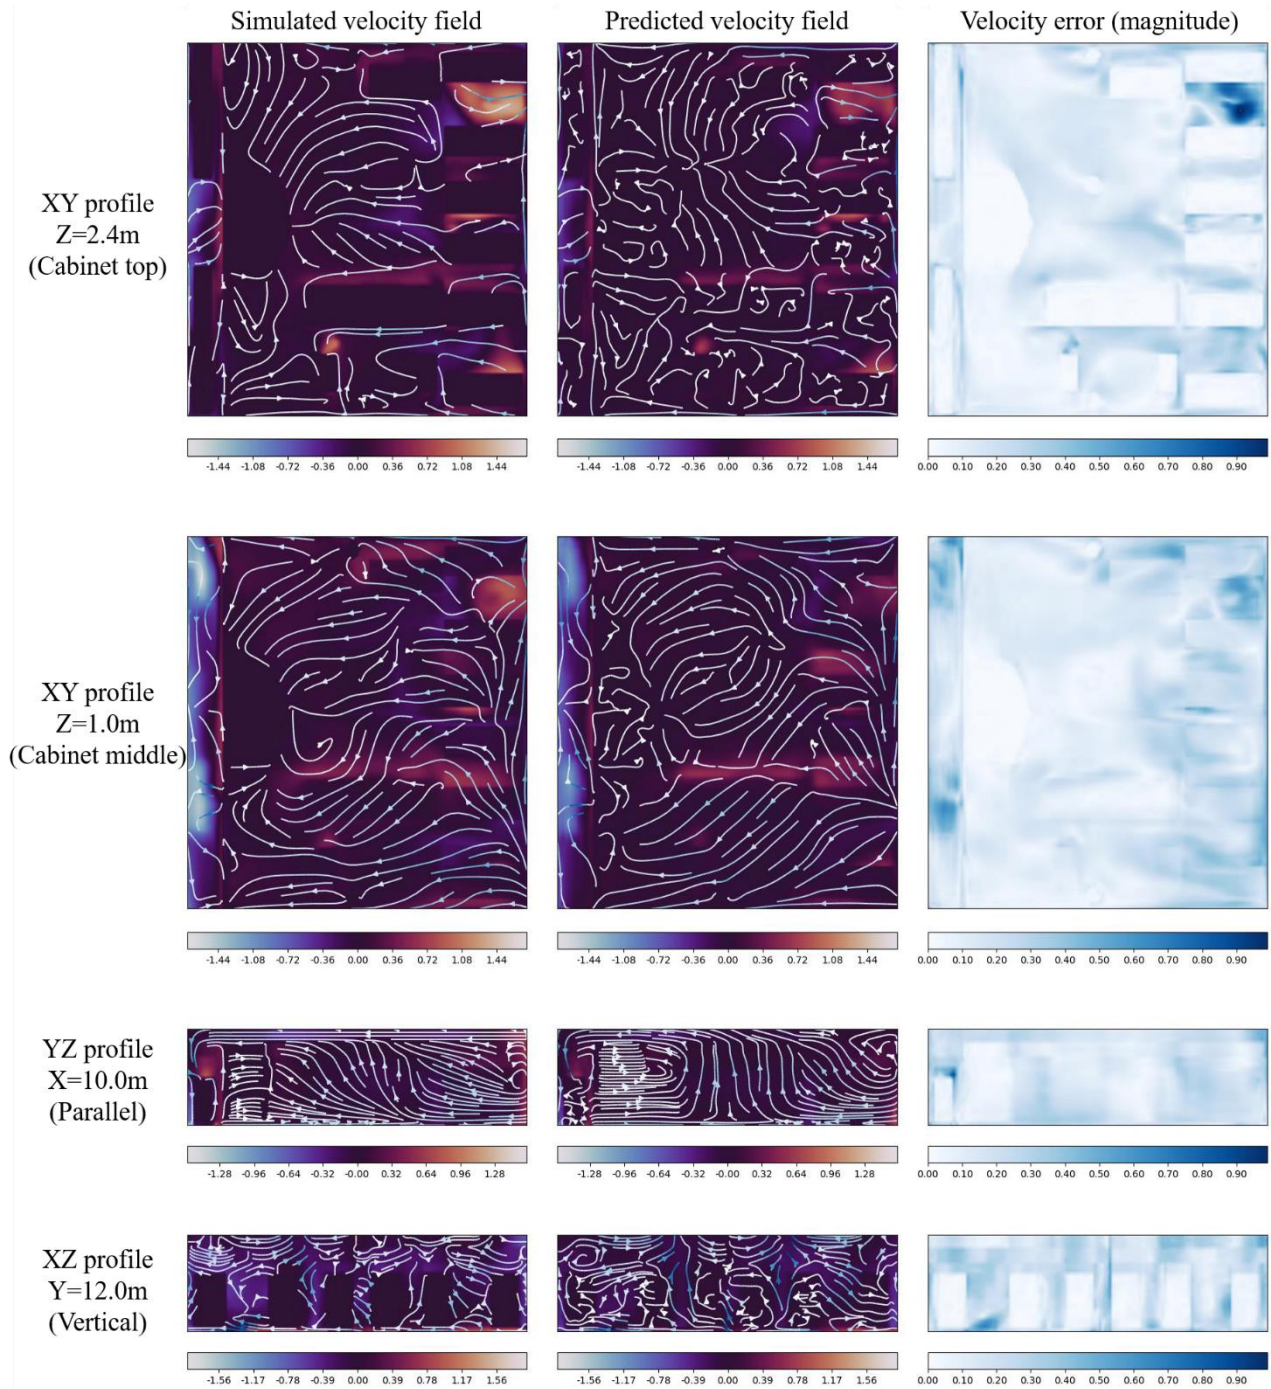 Simulated velocity field Predicted velocity field Velocity error (magnitude)
XY profile
Z=2.4m
(Cabinet top)
-1.44 -1.08 -0.72 -0.36 0.00 0.36 0.72 1.08 1.44
-1.44 -1.08 -0.72 -0.36 0.00 0.36 0.72 1.08 1.44
0.00 0.10 0.20 0.30 0.40 0.50 0.60 0.70 0.80 0.90
XY profile
Z=1.0m
(Cabinet middle)
-1.44 -1.08 -0.72 -0.36 0.00 0.36 0.72 1.08 1.44
-1.44 -1.08 -0.72 -0.36 0.00 0.36 0.72 1.08 1.44
0.00 0.10 0.20 0.30 0.40 0.50 0.60 0.70 0.80 0.90
YZ profile
X=10.0m
(Parallel)
-1.28 -0.96 -0.64 -0.32 0.00 0.32 0.64 0.96 1.28
-1.28 -0.96 -0.64 -0.32 -0.00 0.32 0.64 0.96 1.28
0.00 0.10 0.20 0.30 0.40 0.50 0.60 0.70 0.80 0.90
XZ profile
Y=12.0m
(Vertical)
-1.56 -1.17 -0.78 -0.39 0.00 0.39 0.78 1.17 1.56
-1.56 -1.17 -0.78 -0.39 0.00 0.39 0.78 1.17 1.56
0.00 0.10 0.20 0.30 0.40 0.50 0.60 0.70 0.80 0.90